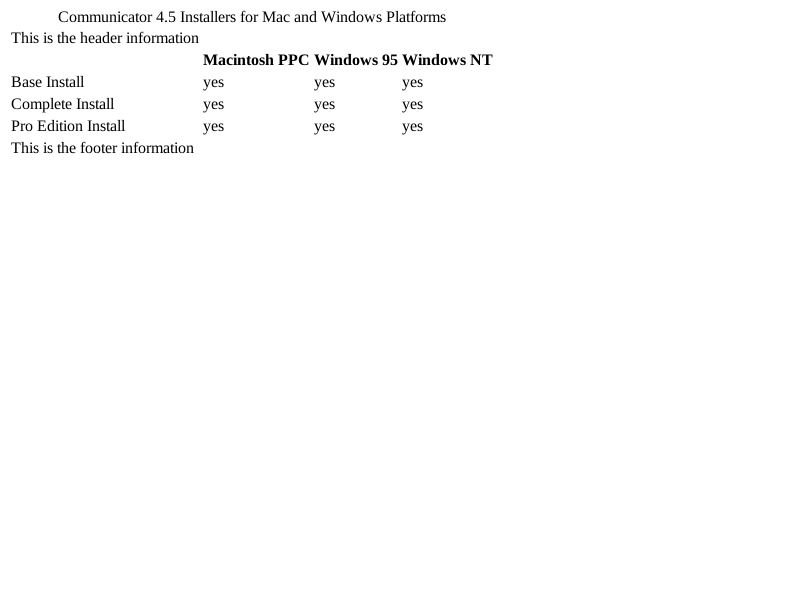 Communicator 4.5 Installers for Mac and Windows Platforms
This is the header information
Macintosh PPC Windows 95 Windows NT
Base Install yes yes yes
Complete Install yes yes yes
Pro Edition Install yes yes yes
This is the footer information